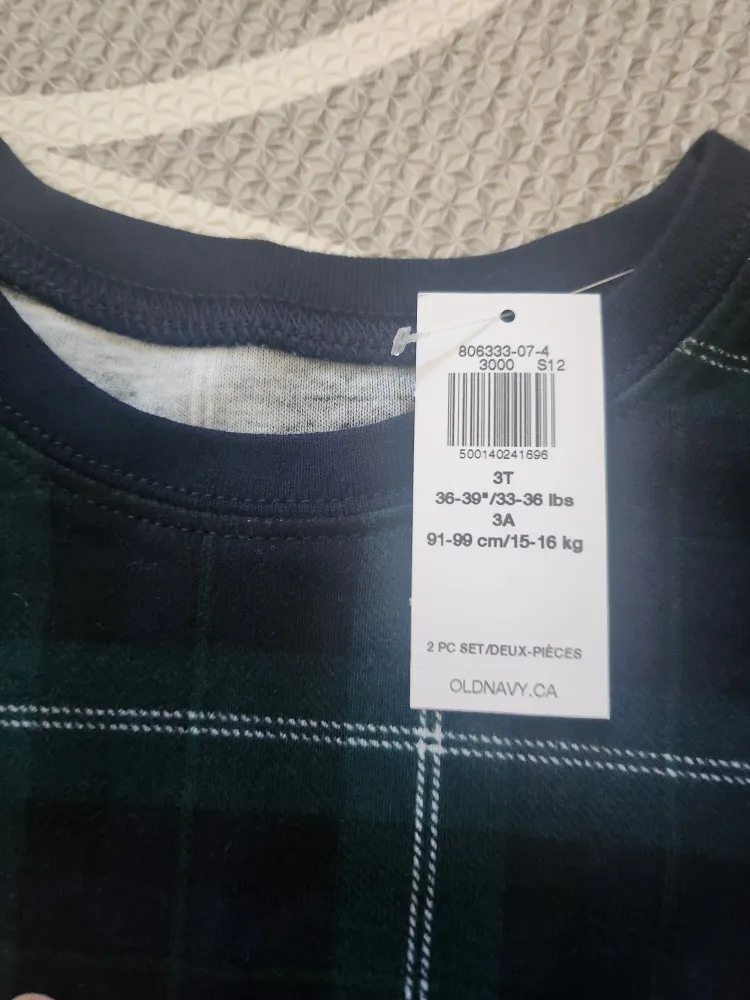 806333-07-4
3000 S12
500140241696
3T
36-39"/33-36 lbs
3A
91-99 cm/15-16 kg
2 PC SET/DEUX-PIÈCES
OLDNAVY.CA